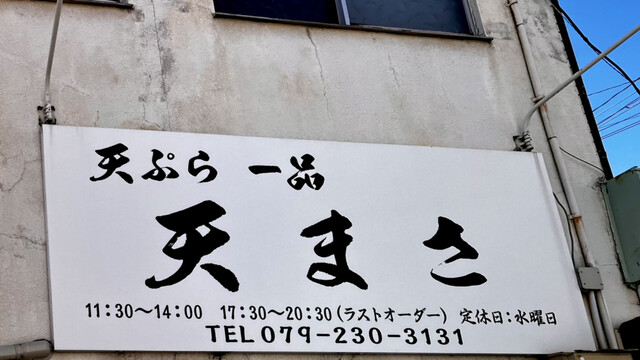 天ぷら 一品
天まさ
11:30〜14:00 17:30〜20:30(ラストオーダー) 定休日:水曜日
TEL079-230-3131